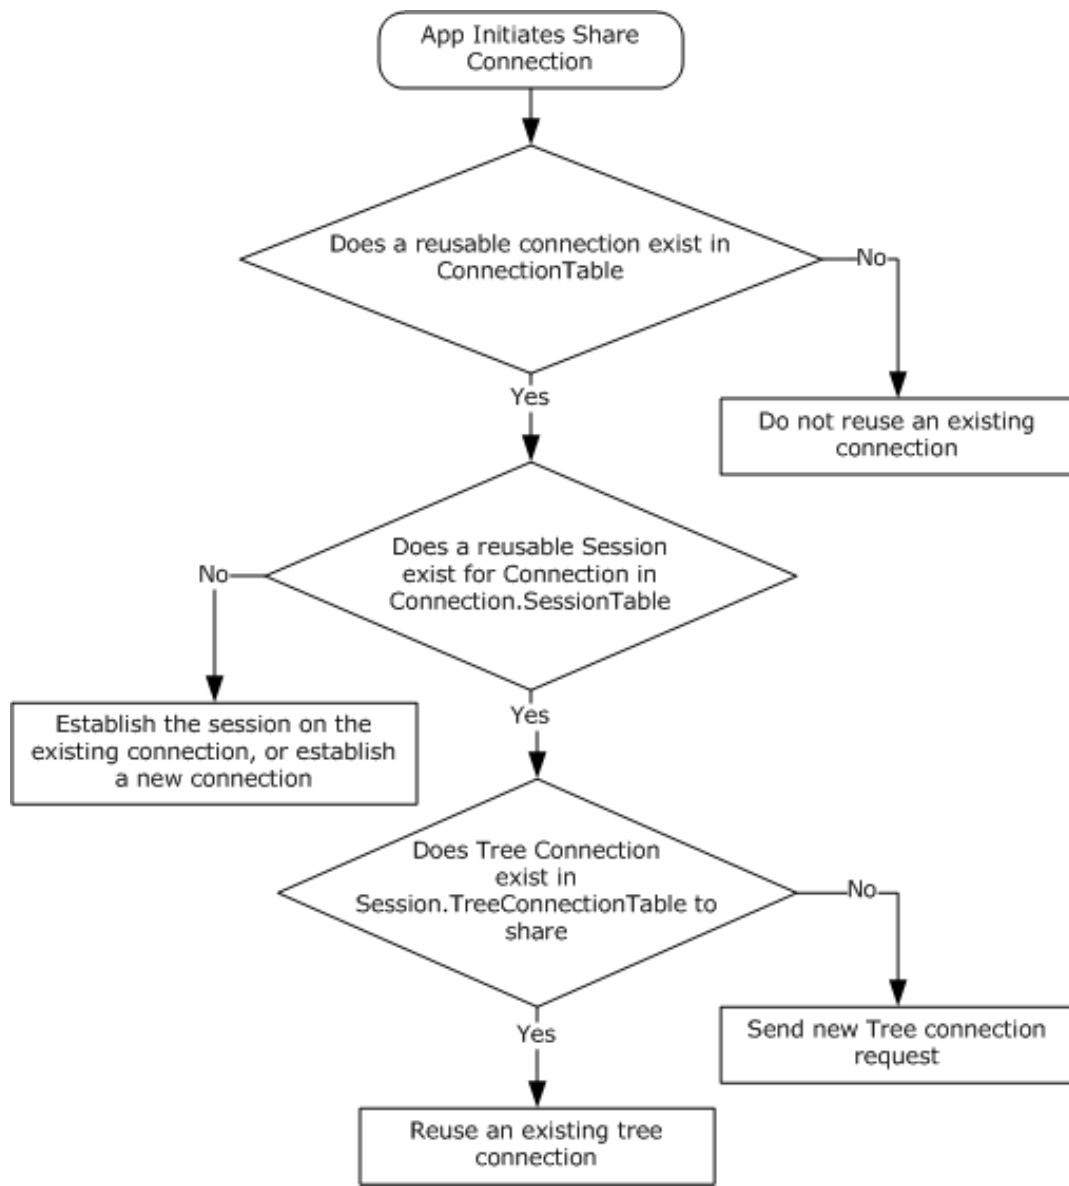 App Initiates Share
Connection
Does a reusable connection exist in
ConnectionTable
No
Yes
Do not reuse an existing
connection
Does a reusable Session
exist for Connection in
Connection.SessionTable
No
Yes
Establish the session on the
existing connection, or establish
a new connection
Does Tree Connection
exist in
Session.TreeConnectionTable to
share
No
Yes
Send new Tree connection
request
Reuse an existing tree
connection